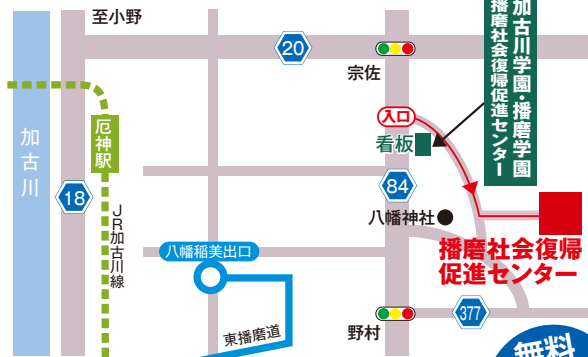 至小野
20
宗佐
加古川学園・播磨学園
播磨社会復帰促進センター
入口
看板
加古川
厄神駅
18
JR加古川線
84
八幡神社
播磨社会復帰
促進センター
八幡稲美出口
東播磨道
野村
377
無料